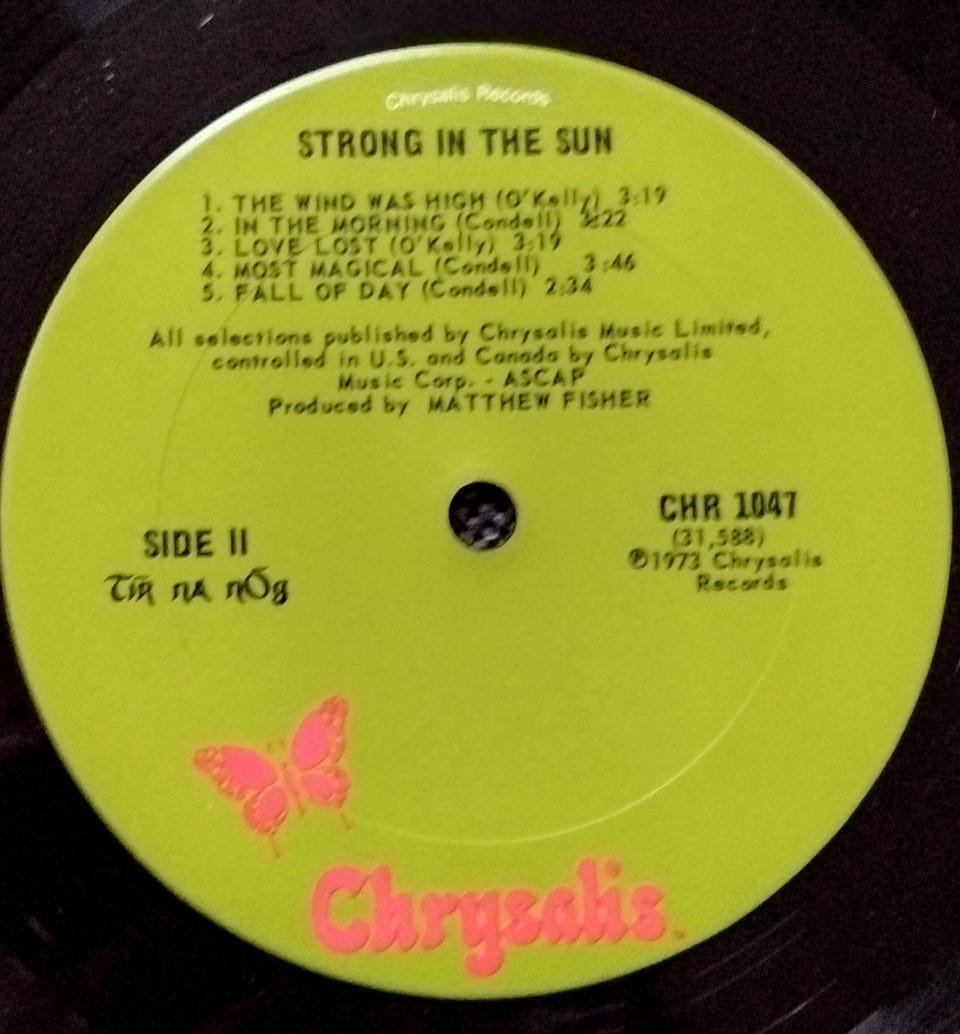 Chrysalis Records
STRONG IN THE SUN
1. THE WIND WAS HIGH (O'Kelly) 3:19
2. IN THE MORNING (Condell) 3:22
3. LOVE LOST (O'Kelly) 3:19
4. MOST MAGICAL (Condell) 3:46
5. FALL OF DAY (Condell) 2:34
All selections published by Chrysalis Music Limited,
controlled in U.S. and Canada by Chrysalis
Music Corp. - ASCAP
Produced by MATTHEW FISHER
SIDE II
Tír na nÓg
CHR 1047
(31,588)
℗1973 Chrysalis
Records
Chrysalis™